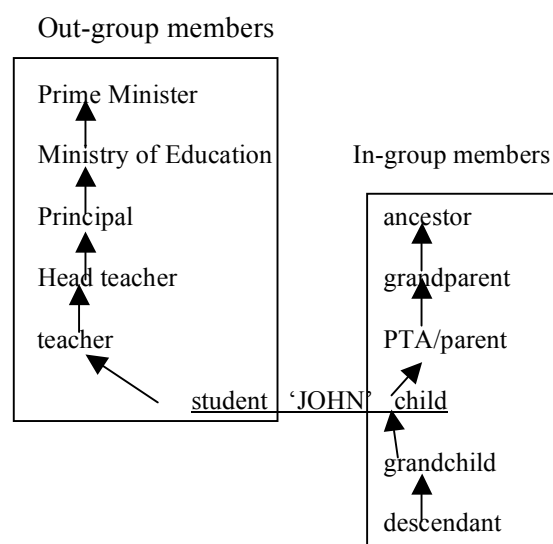 Out-group members
Prime Minister
Ministry of Education
Principal
Head teacher
teacher
In-group members
ancestor
grandparent
PTA/parent
student 'JOHN' child
grandchild
descendant